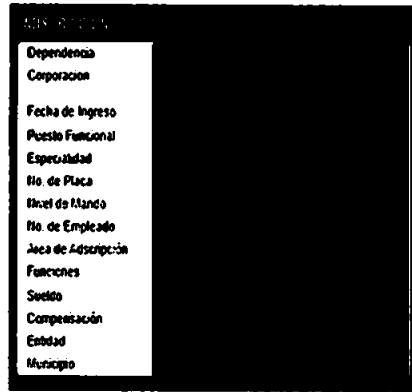 ADSCRIPCION
Dependencia
Corporacion
Fecha de Ingreso
Puesto Funcional
Especialidad
No. de Placa
Nivel de Mando
No. de Empleado
Area de Adscripción
Funciones
Sueldo
Compensación
Entidad
Municipio